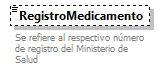 RegistroMedicamento
Se refiere al respectivo número
de registro del Ministerio de
Salud